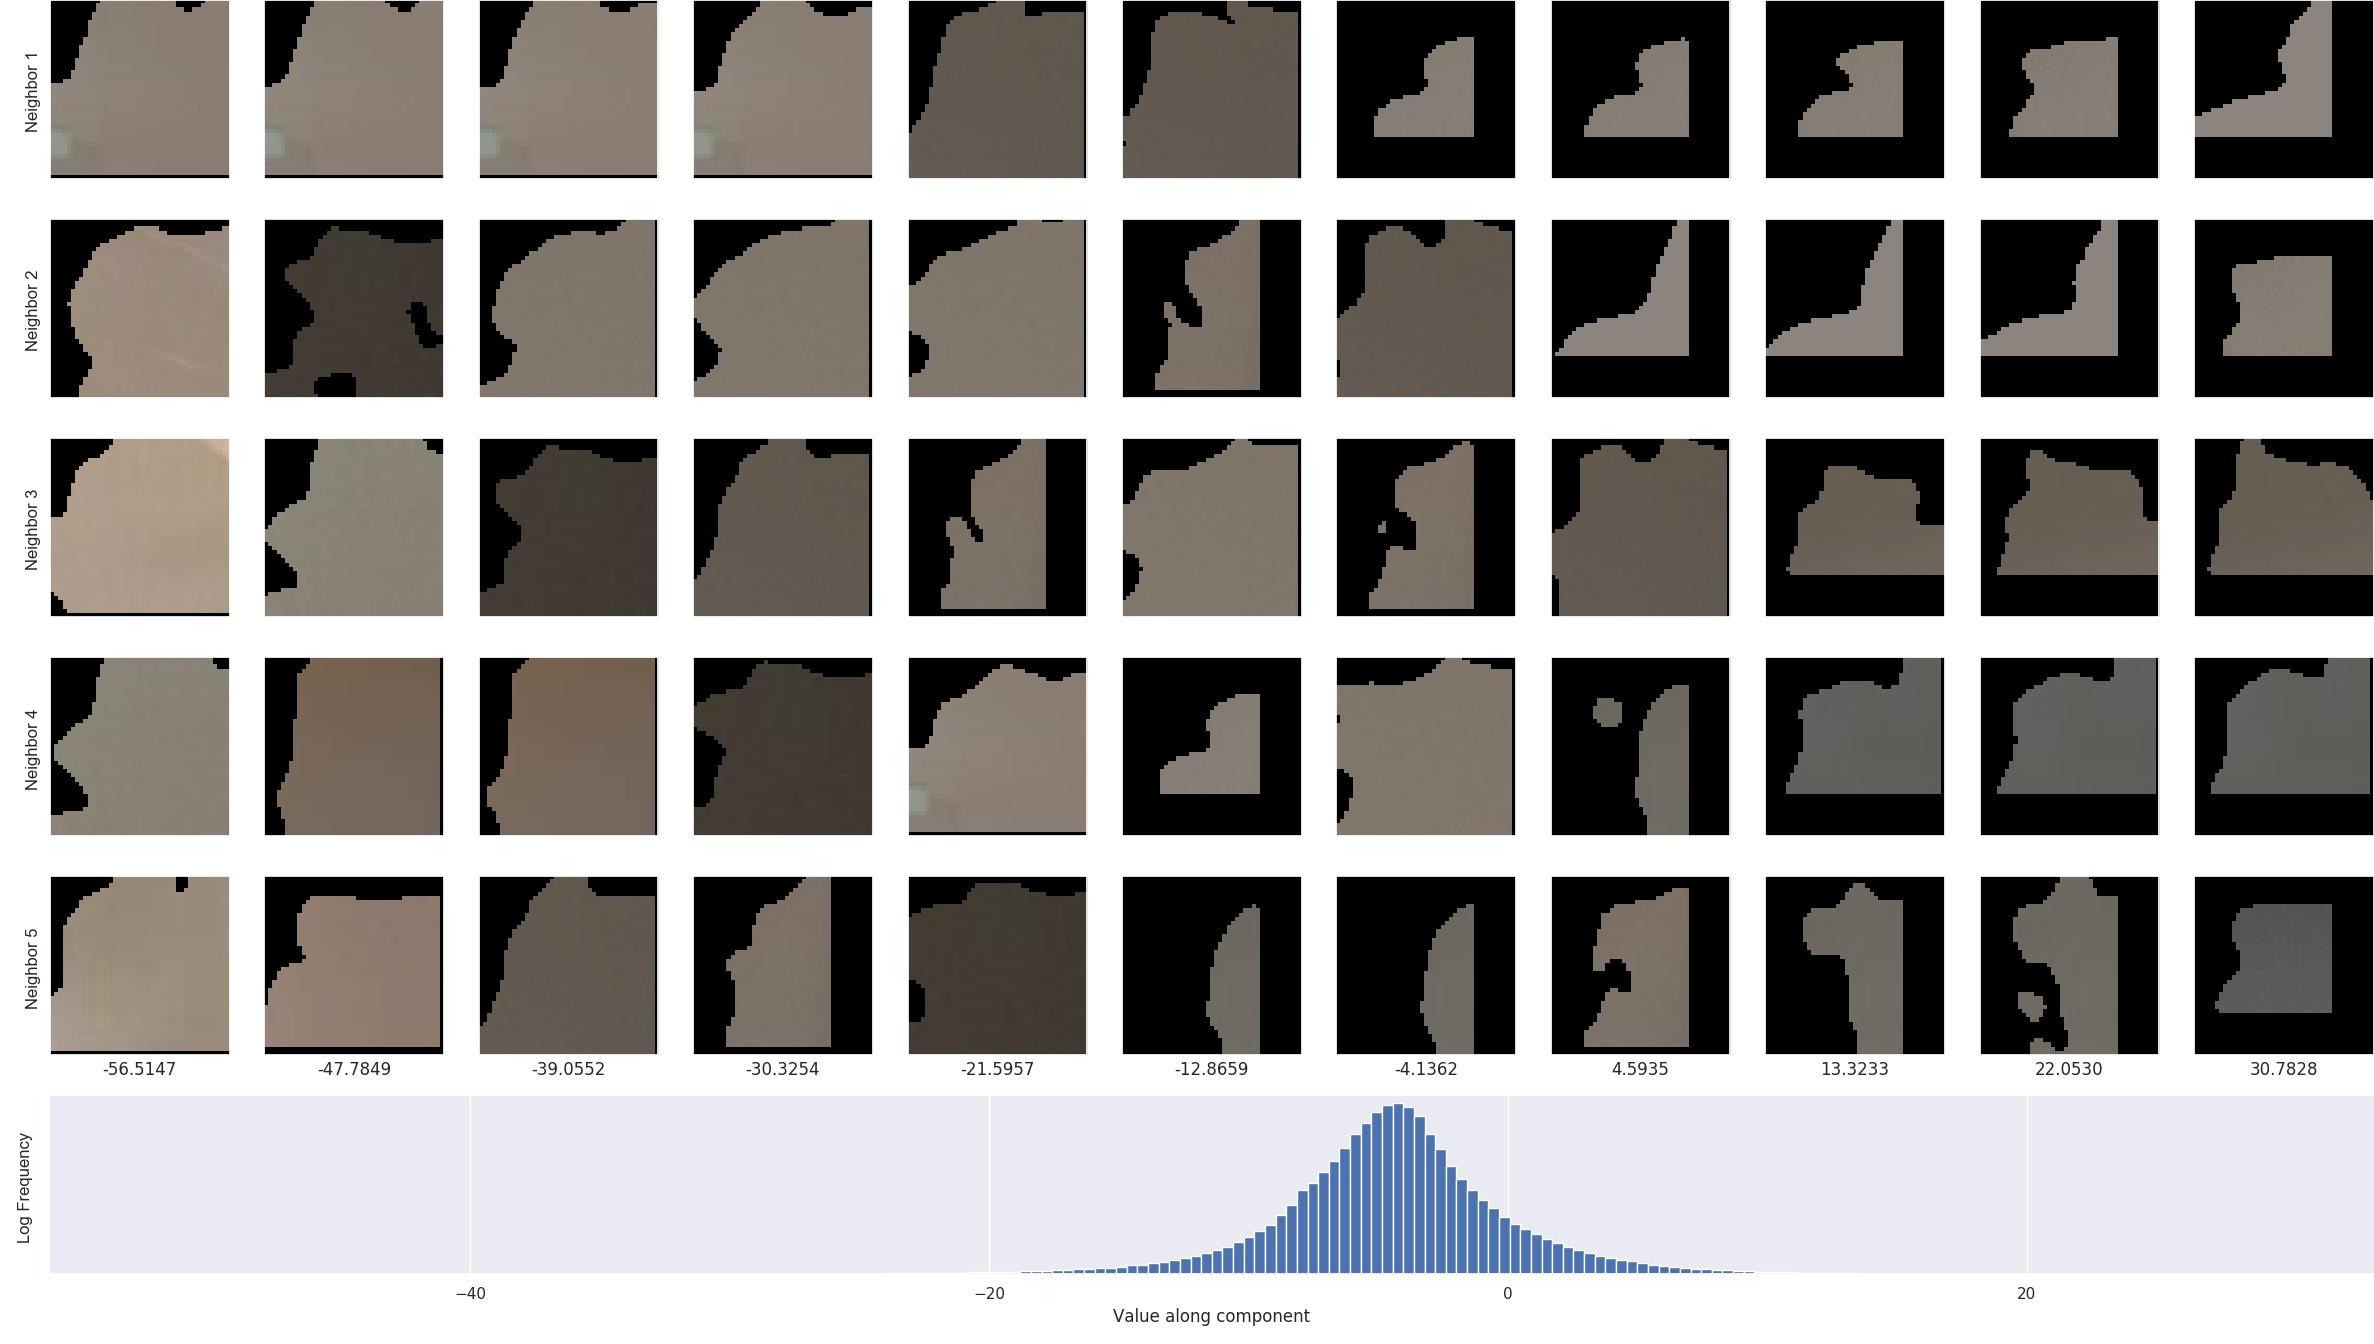 Neighbor 1
Neighbor 2
Neighbor 3
Neighbor 4
Neighbor 5
-56.5147 -47.7849 -39.0552 -30.3254 -21.5957 -12.8659 -4.1362 4.5935 13.3233 22.0530 30.7828
Log Frequency
−40 −20 0 20
Value along component